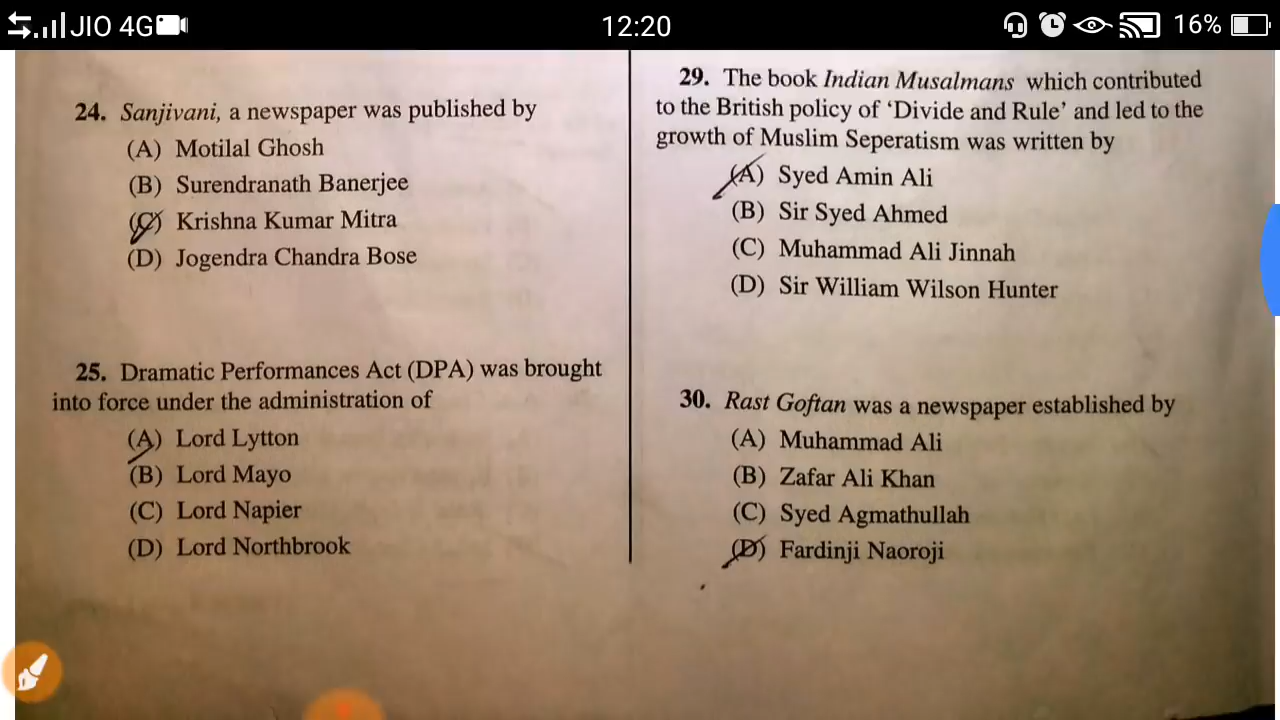 JIO 4G
12:20
16%
24. Sanjivani, a newspaper was published by
(A) Motilal Ghosh
(B) Surendranath Banerjee
(C) Krishna Kumar Mitra
(D) Jogendra Chandra Bose
25. Dramatic Performances Act (DPA) was brought
into force under the administration of
(A) Lord Lytton
(B) Lord Mayo
(C) Lord Napier
(D) Lord Northbrook
29. The book Indian Musalmans which contributed
to the British policy of ‘Divide and Rule’ and led to the
growth of Muslim Seperatism was written by
(A) Syed Amin Ali
(B) Sir Syed Ahmed
(C) Muhammad Ali Jinnah
(D) Sir William Wilson Hunter
30. Rast Goftan was a newspaper established by
(A) Muhammad Ali
(B) Zafar Ali Khan
(C) Syed Agmathullah
(D) Fardinji Naoroji